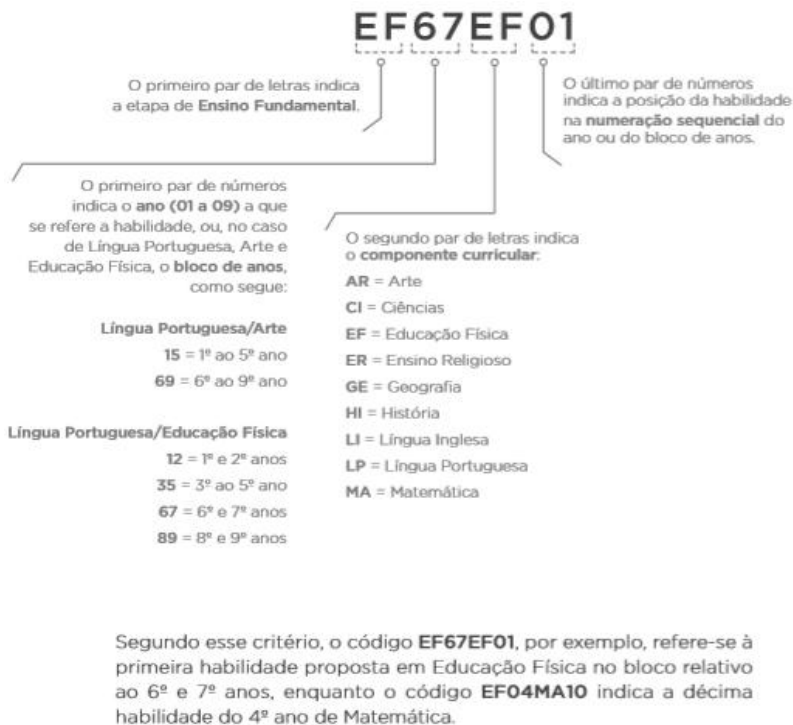 EF67EF01
O primeiro par de letras indica
a etapa de Ensino Fundamental.
O último par de números
indica a posição da habilidade
na numeração sequencial do
ano ou do bloco de anos.
O primeiro par de números
indica o ano (01 a 09) a que
se refere a habilidade, ou, no caso
de Língua Portuguesa, Arte e
Educação Física, o bloco de anos,
como segue:
Língua Portuguesa/Arte
15 = 1º ao 5º ano
69 = 6º ao 9º ano
Língua Portuguesa/Educação Física
12 = 1º e 2º anos
35 = 3º ao 5º ano
67 = 6º e 7º anos
89 = 8º e 9º anos
O segundo par de letras indica
o componente curricular:
AR = Arte
CI = Ciências
EF = Educação Física
ER = Ensino Religioso
GE = Geografia
HI = História
LI = Língua Inglesa
LP = Língua Portuguesa
MA = Matemática
Segundo esse critério, o código EF67EF01, por exemplo, refere-se à
primeira habilidade proposta em Educação Física no bloco relativo
ao 6º e 7º anos, enquanto o código EF04MA10 indica a décima
habilidade do 4º ano de Matemática.